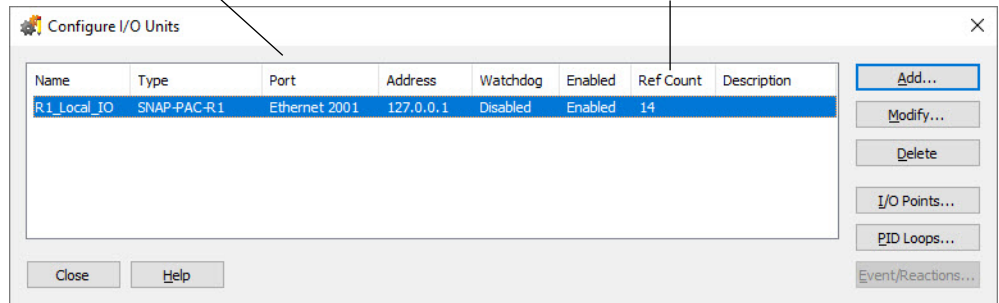 Configure I/O Units
Name Type Port Address Watchdog Enabled Ref Count Description
R1_Local_IO SNAP-PAC-R1 Ethernet 2001 127.0.0.1 Disabled Enabled 14
Add...
Modify...
Delete
I/O Points...
PID Loops...
Event/Reactions...
Close Help